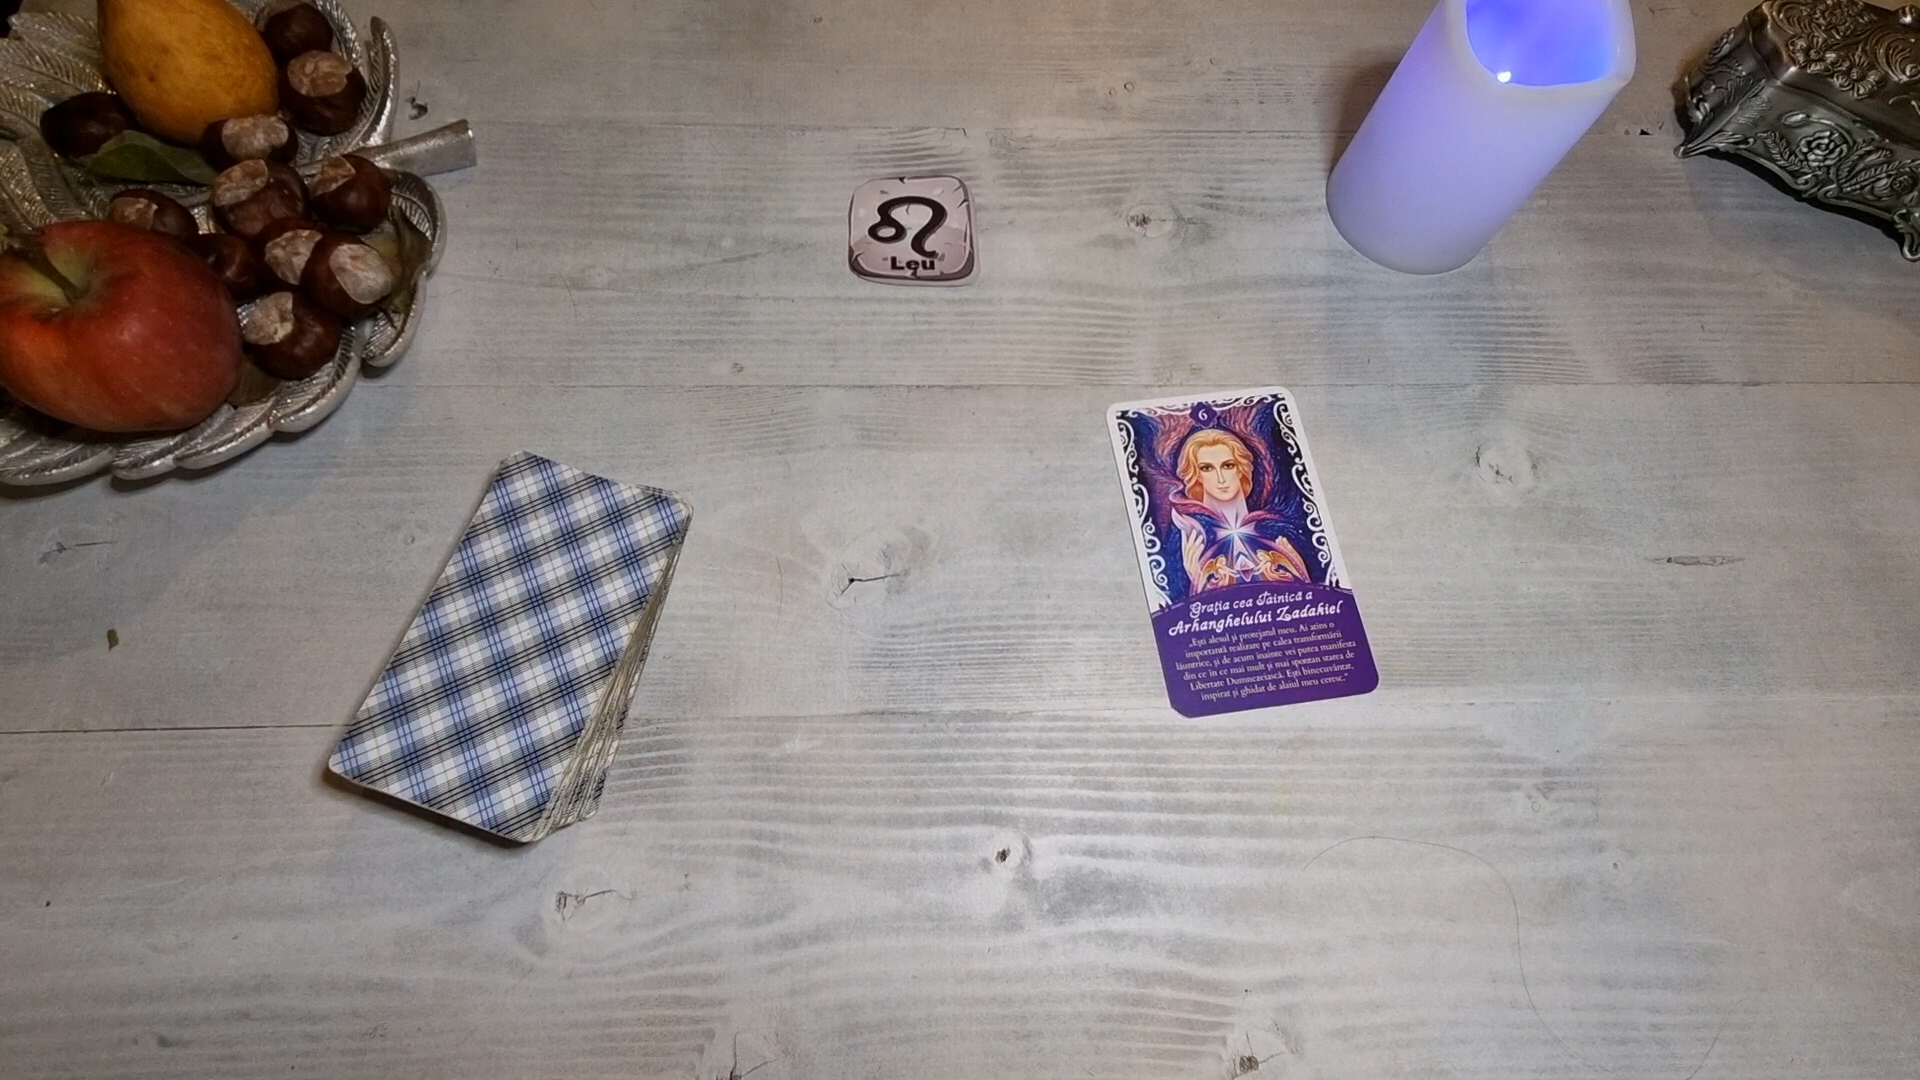 Leu
6
Grația cea Tainică a
Arhanghelului Zadakiel
„Ești alesul și protejatul meu. Ai atins o
importantă realizare pe calea transformării
lăuntrice, și de acum înainte vei putea manifesta
din ce în ce mai mult și mai spontan starea de
Libertate Dumnezeiască. Ești binecuvântat,
inspirat și ghidat de alaiul meu ceresc.”